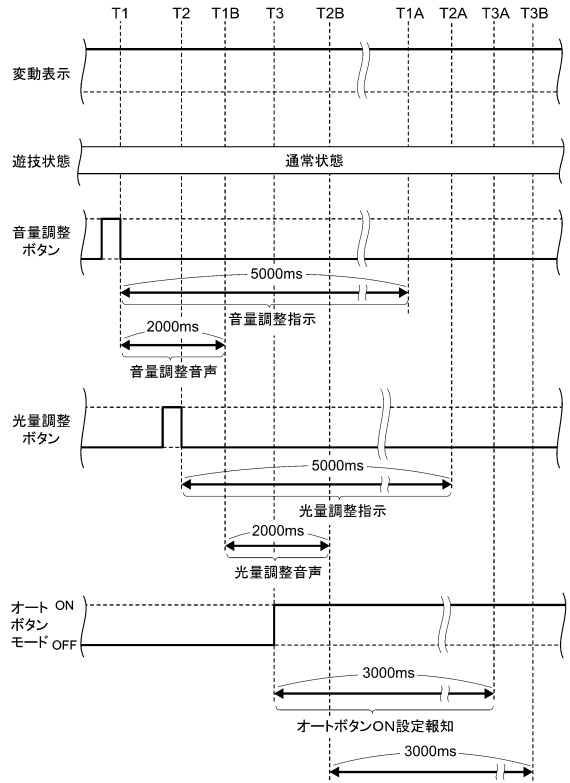 T1 T2 T1B T3 T2B T1A T2A T3A T3B
変動表示
遊技状態
通常状態
音量調整
ボタン
5000ms
音量調整指示
2000ms
音量調整音声
光量調整
ボタン
5000ms
光量調整指示
2000ms
光量調整音声
オート ON
ボタン
モード OFF
3000ms
オートボタンON設定報知
3000ms